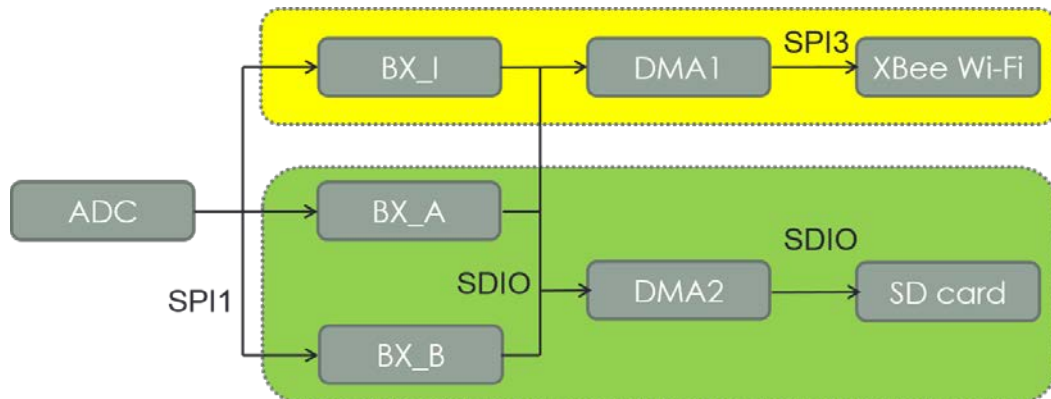 SPI3
BX_I
DMA1
XBee Wi-Fi
ADC
BX_A
SDIO
SDIO
SPI1
DMA2
SD card
BX_B